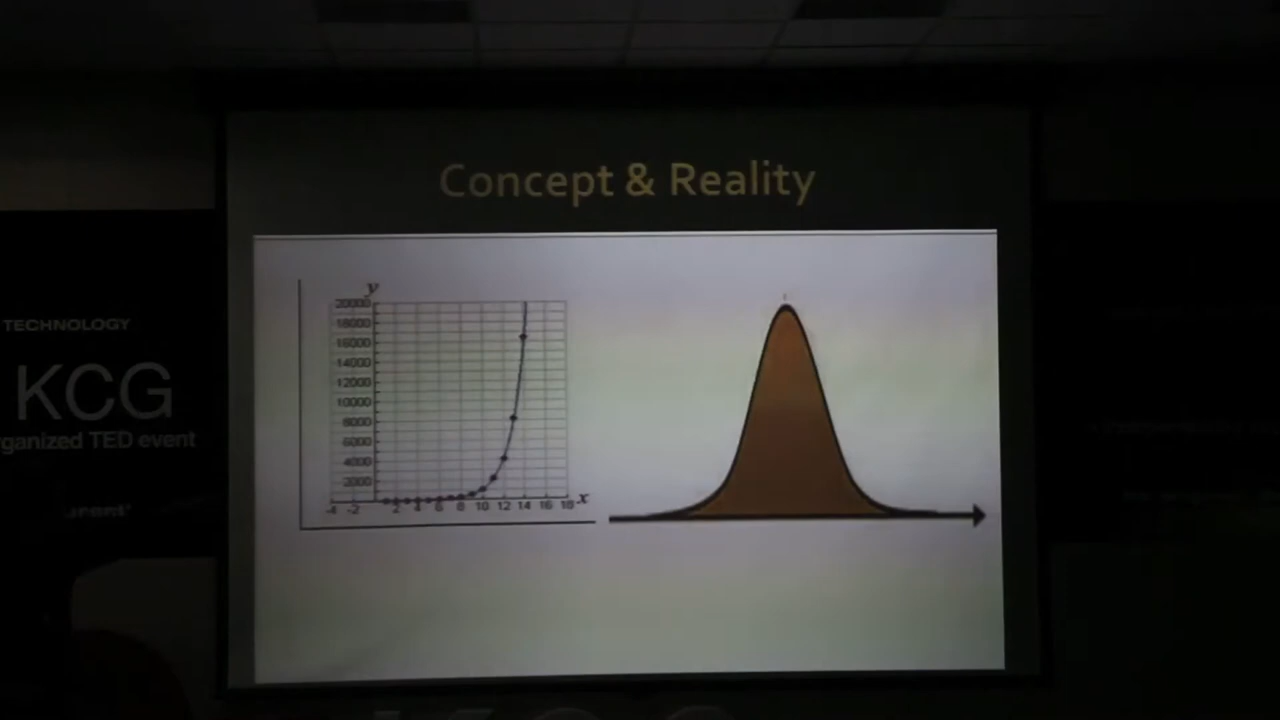 Concept & Reality
TECHNOLOGY
KCG
rganized TED event
y
20000
18000
16000
14000
12000
10000
8000
6000
4000
2000
-4 -2 2 4 6 8 10 12 14 16 18 x